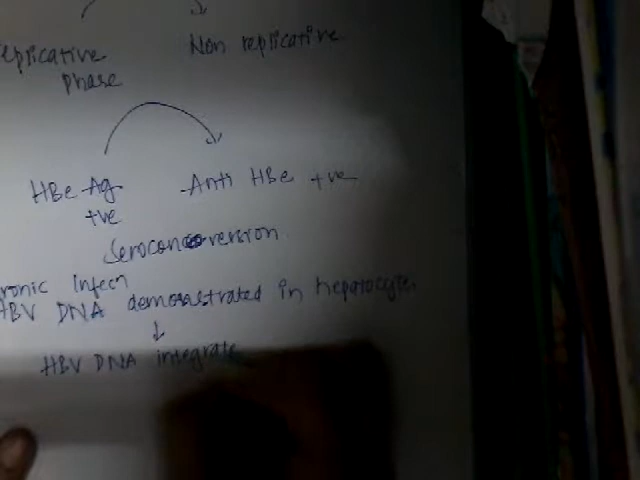 eplicative Non replicative
phase
HBe Ag Anti HBe +ve
+ve
Seroconversion
ronic Infecn
HBV DNA demonstrated in hepatocyte.
↓
HBV DNA integrate